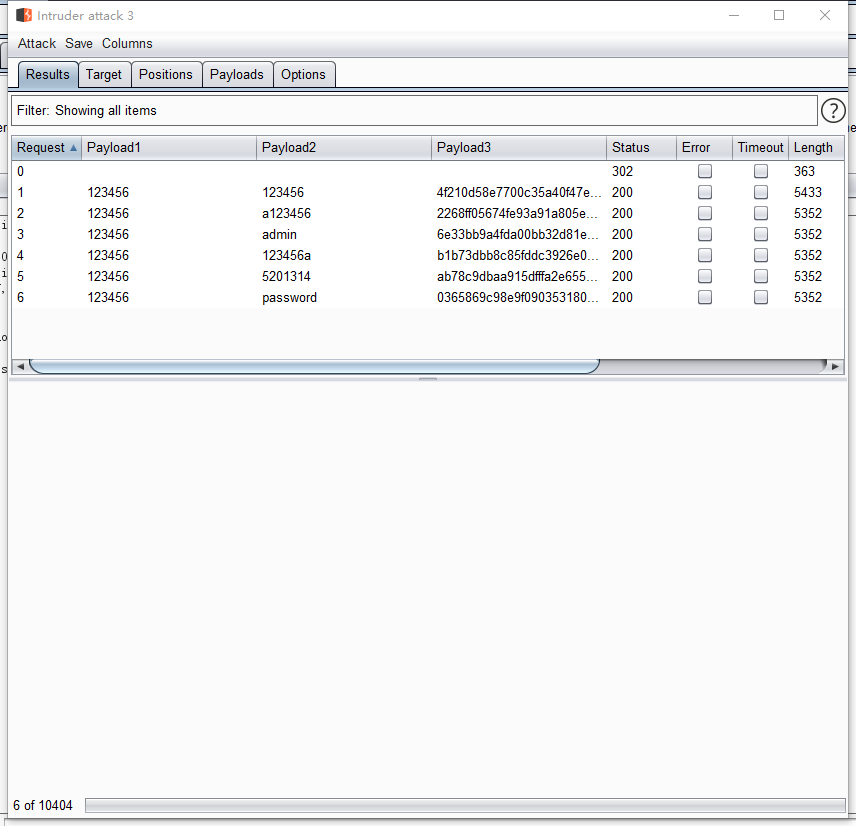 Intruder attack 3
Attack Save Columns
Results Target Positions Payloads Options
Filter: Showing all items ?
Request Payload1 Payload2 Payload3 Status Error Timeout Length
0 302 363
1 123456 123456 4f210d58e7700c35a40f47e... 200 5433
2 123456 a123456 2268ff05674fe93a91a805e... 200 5352
3 123456 admin 6e33bb9a4fda00bb32d81e... 200 5352
4 123456 123456a b1b73dbb8c85fddc3926e0... 200 5352
5 123456 5201314 ab78c9dbaa915dfffa2e655... 200 5352
6 123456 password 0365869c98e9f090353180... 200 5352
6 of 10404